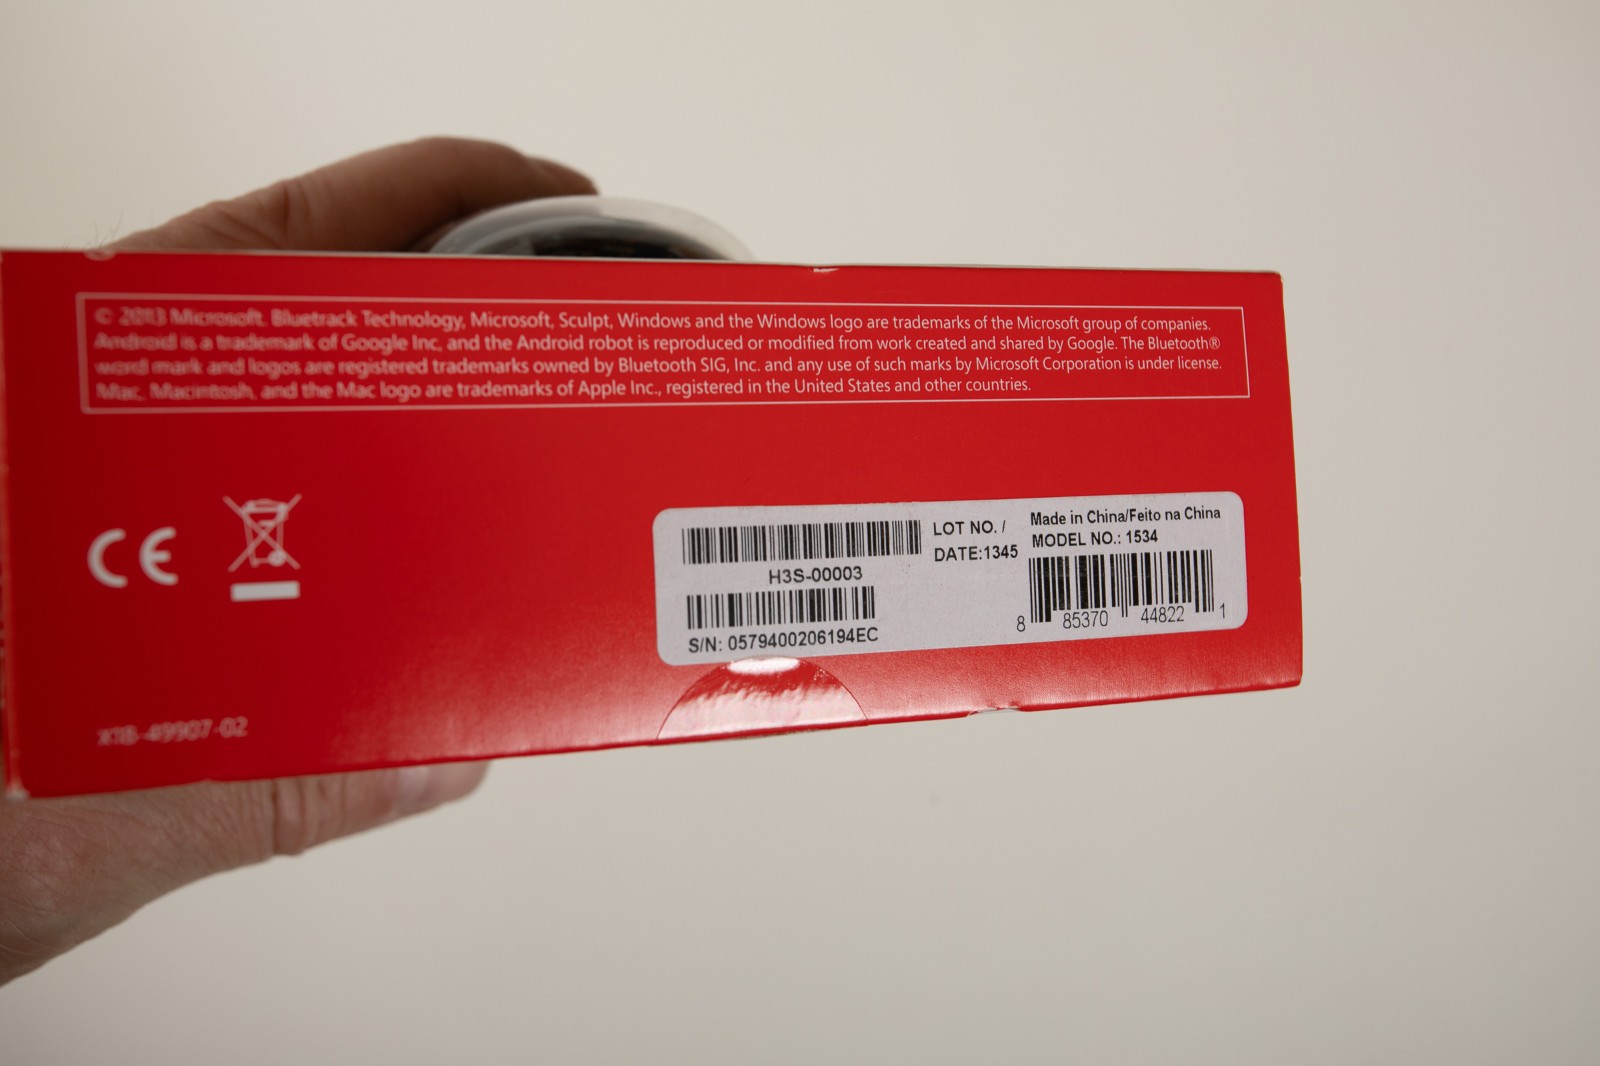 © 2013 Microsoft. Bluetrack Technology, Microsoft, Sculpt, Windows and the Windows logo are trademarks of the Microsoft group of companies.
Android is a trademark of Google Inc, and the Android robot is reproduced or modified from work created and shared by Google. The Bluetooth®
word mark and logos are registered trademarks owned by Bluetooth SIG, Inc. and any use of such marks by Microsoft Corporation is under license.
Mac, Macintosh, and the Mac logo are trademarks of Apple Inc., registered in the United States and other countries.
CE
H3S-00003
S/N: 0579400206194EC
LOT NO. /
DATE:1345
Made in China/Feito na China
MODEL NO.: 1534
8 85370 44822 1
X18-49907-02